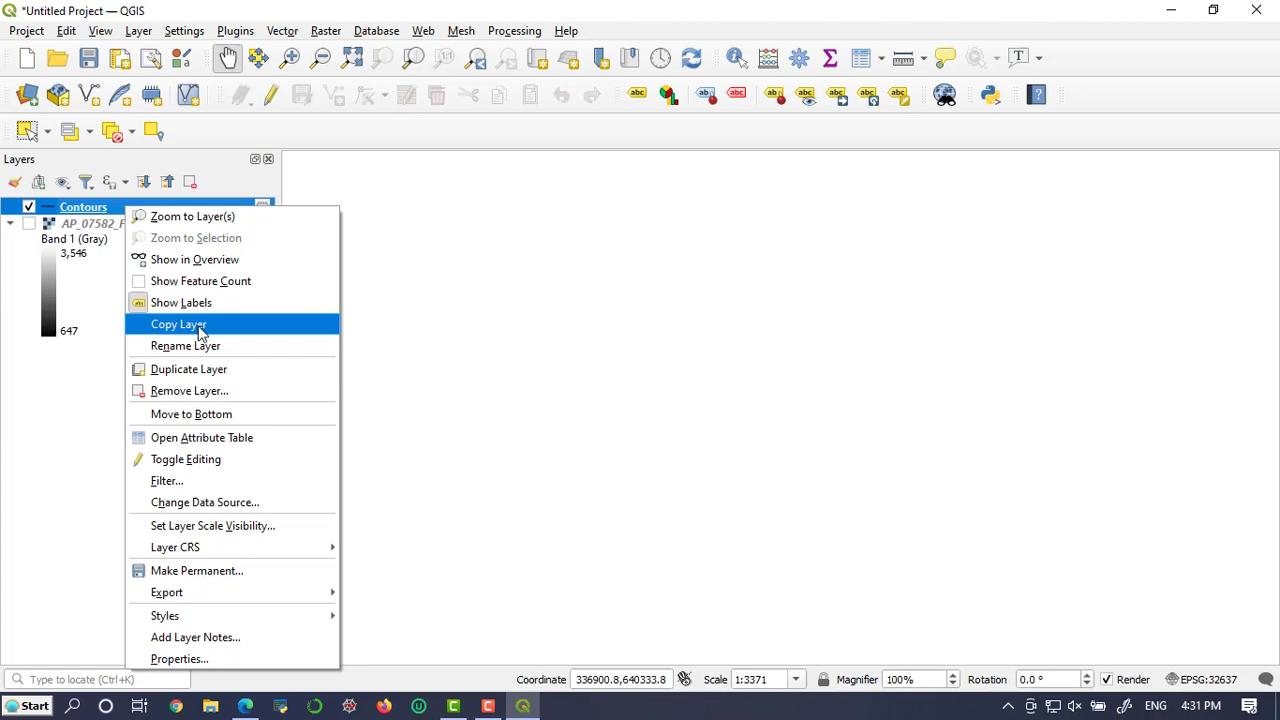 *Untitled Project — QGIS
Project Edit View Layer Settings Plugins Vector Raster Database Web Mesh Processing Help
Layers
Contours
AP_07582_F
Band 1 (Gray)
3,546
647
Zoom to Layer(s)
Zoom to Selection
Show in Overview
Show Feature Count
abc Show Labels
Copy Layer
Rename Layer
Duplicate Layer
Remove Layer...
Move to Bottom
Open Attribute Table
Toggle Editing
Filter...
Change Data Source...
Set Layer Scale Visibility...
Layer CRS
Make Permanent...
Export
Styles
Add Layer Notes...
Properties...
Type to locate (Ctrl+K) Coordinate 336900.8,640333.8 Scale 1:3371 Magnifier 100% Rotation 0.0 ° Render EPSG:32637
Start 4:31 PM